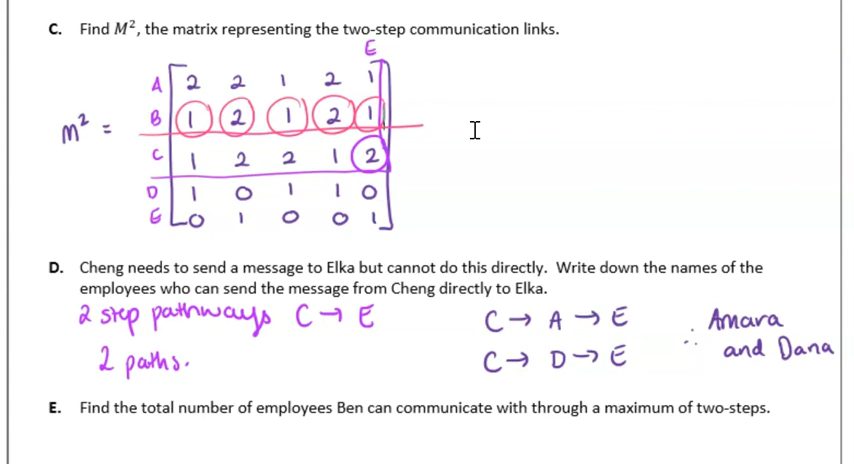 C. Find M², the matrix representing the two-step communication links.
E
A 2 2 1 2 1
m² = B 1 2 1 2 1
C 1 2 2 1 2
D 1 0 1 1 0
E 0 1 0 0 1
D. Cheng needs to send a message to Elka but cannot do this directly. Write down the names of the
employees who can send the message from Cheng directly to Elka.
2 step pathways C → E
2 paths.
C → A → E
C → D → E
∴ Amara
and Dana
E. Find the total number of employees Ben can communicate with through a maximum of two-steps.